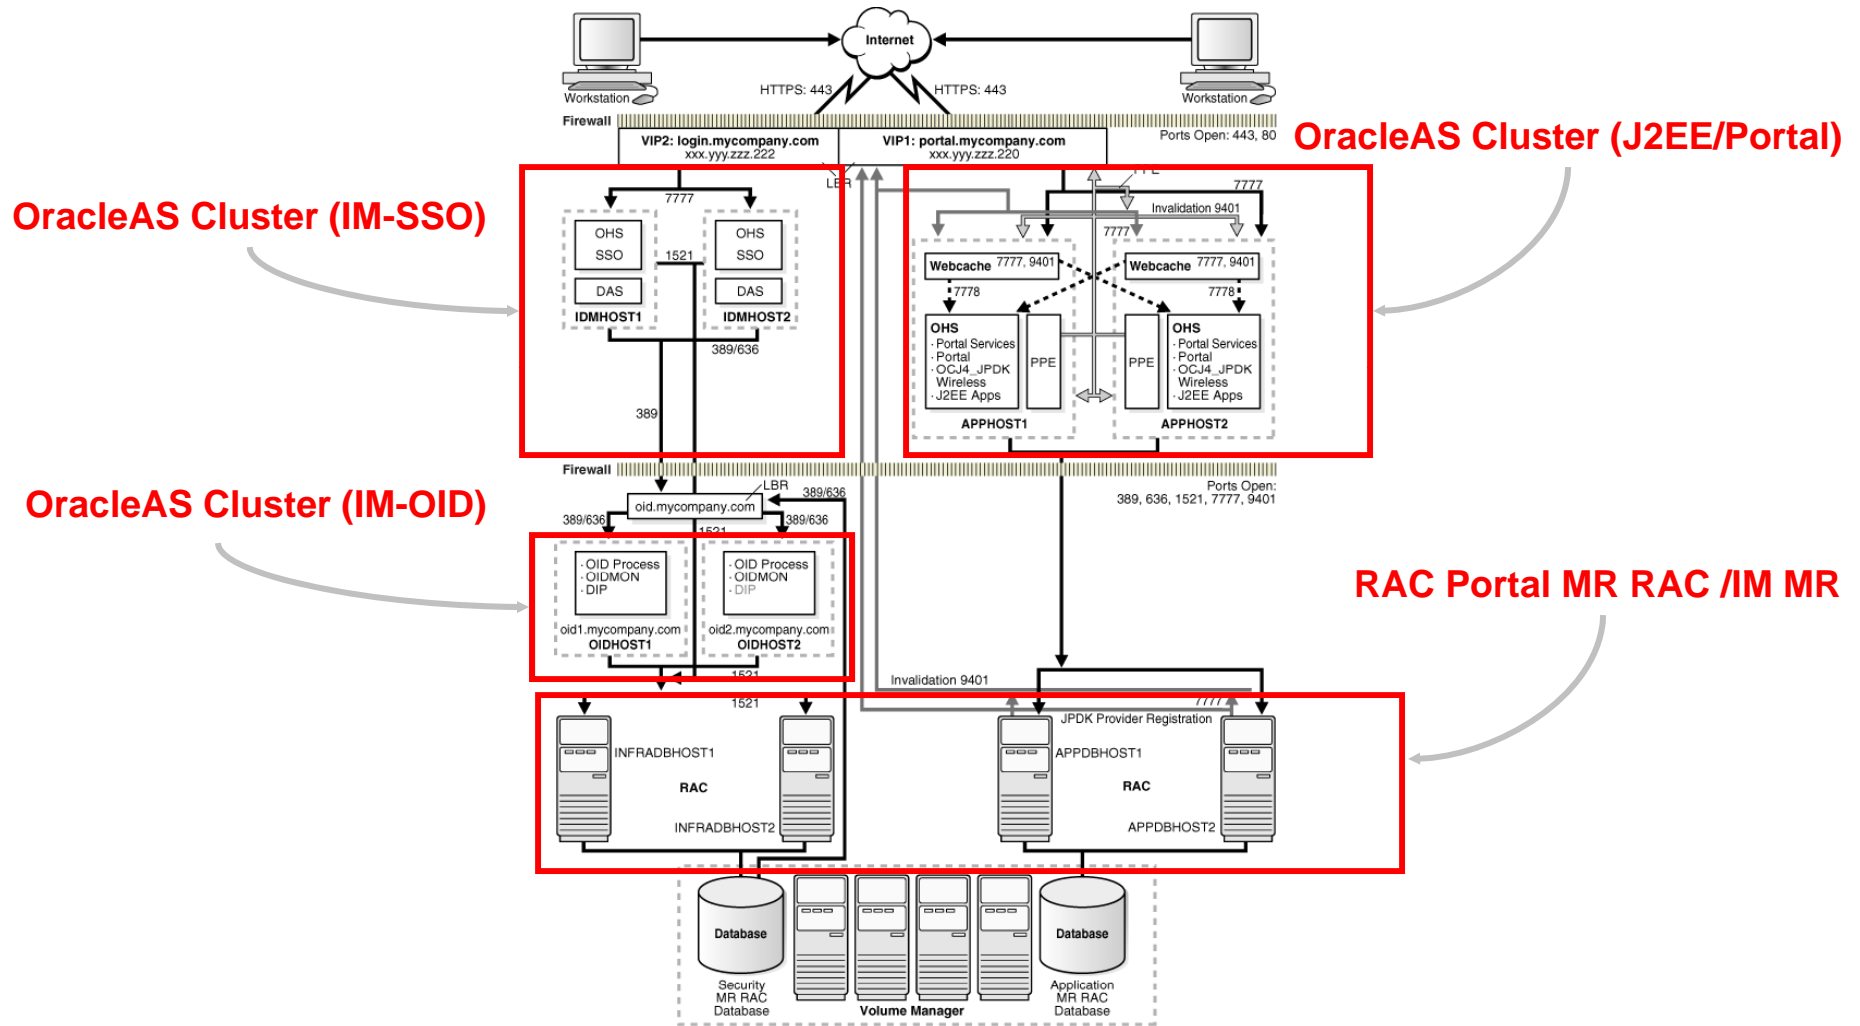 Internet
Workstation
Workstation
HTTPS: 443
HTTPS: 443
Firewall
Ports Open: 443, 80
VIP2: login.mycompany.com
xxx.yyy.zzz.222
VIP1: portal.mycompany.com
xxx.yyy.zzz.220
LBR
OracleAS Cluster (J2EE/Portal)
OracleAS Cluster (IM-SSO)
7777
OHS
SSO
DAS
IDMHOST1
1521
OHS
SSO
DAS
IDMHOST2
389/636
389
7777
Invalidation 9401
7777
Webcache 7777, 9401
7778
OHS
· Portal Services
· Portal
· OCJ4_JPDK
Wireless
· J2EE Apps
PPE
APPHOST1
Webcache 7777, 9401
7778
PPE
OHS
· Portal Services
· Portal
· OCJ4_JPDK
Wireless
· J2EE Apps
APPHOST2
Firewall
Ports Open:
389, 636, 1521, 7777, 9401
OracleAS Cluster (IM-OID)
LBR
oid.mycompany.com
389/636
389/636
389/636
1521
· OID Process
· OIDMON
· DIP
oid1.mycompany.com
OIDHOST1
· OID Process
· OIDMON
· DIP
oid2.mycompany.com
OIDHOST2
1521
1521
RAC Portal MR RAC /IM MR
Invalidation 9401
7777
JPDK Provider Registration
INFRADBHOST1
RAC
INFRADBHOST2
APPDBHOST1
RAC
APPDBHOST2
Database
Security
MR RAC
Database
Volume Manager
Database
Application
MR RAC
Database